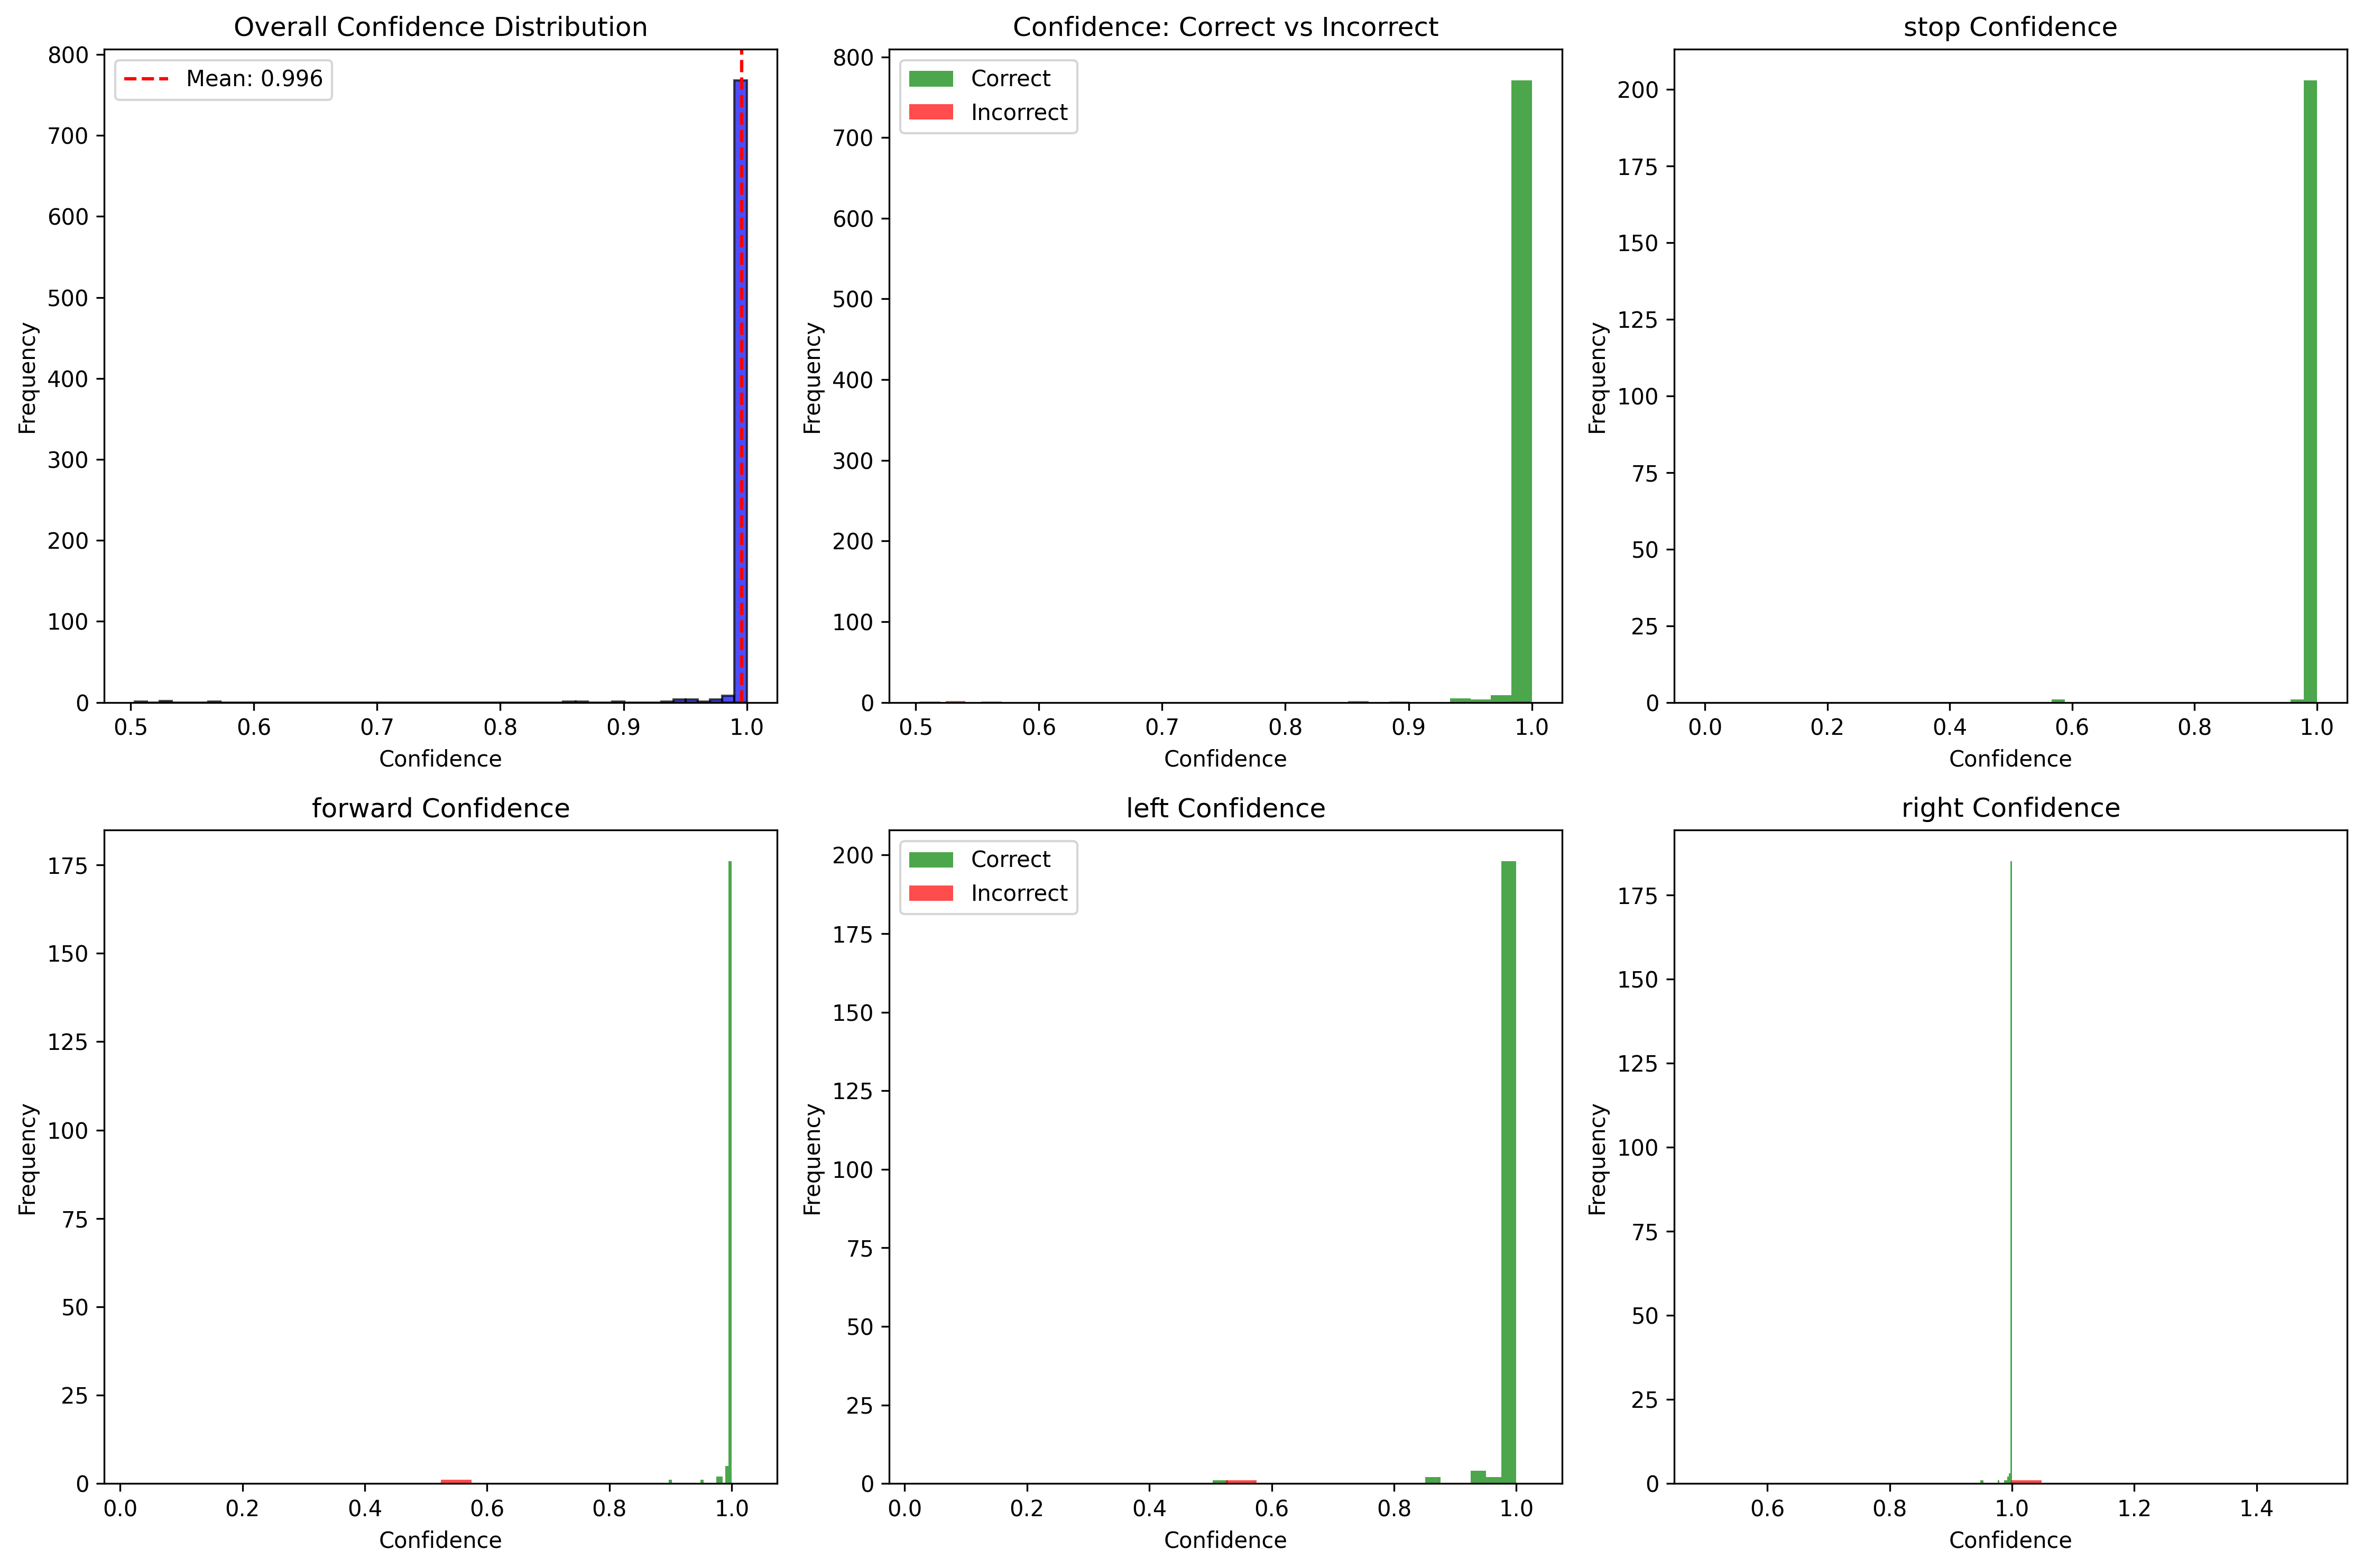 Overall Confidence Distribution
Mean: 0.996
Frequency
800
700
600
500
400
300
200
100
0
0.5 0.6 0.7 0.8 0.9 1.0
Confidence
Confidence: Correct vs Incorrect
Correct
Incorrect
Frequency
800
700
600
500
400
300
200
100
0
0.5 0.6 0.7 0.8 0.9 1.0
Confidence
stop Confidence
Frequency
200
175
150
125
100
75
50
25
0
0.0 0.2 0.4 0.6 0.8 1.0
Confidence
forward Confidence
Frequency
175
150
125
100
75
50
25
0
0.0 0.2 0.4 0.6 0.8 1.0
Confidence
left Confidence
Correct
Incorrect
Frequency
200
175
150
125
100
75
50
25
0
0.0 0.2 0.4 0.6 0.8 1.0
Confidence
right Confidence
Frequency
175
150
125
100
75
50
25
0
0.6 0.8 1.0 1.2 1.4
Confidence